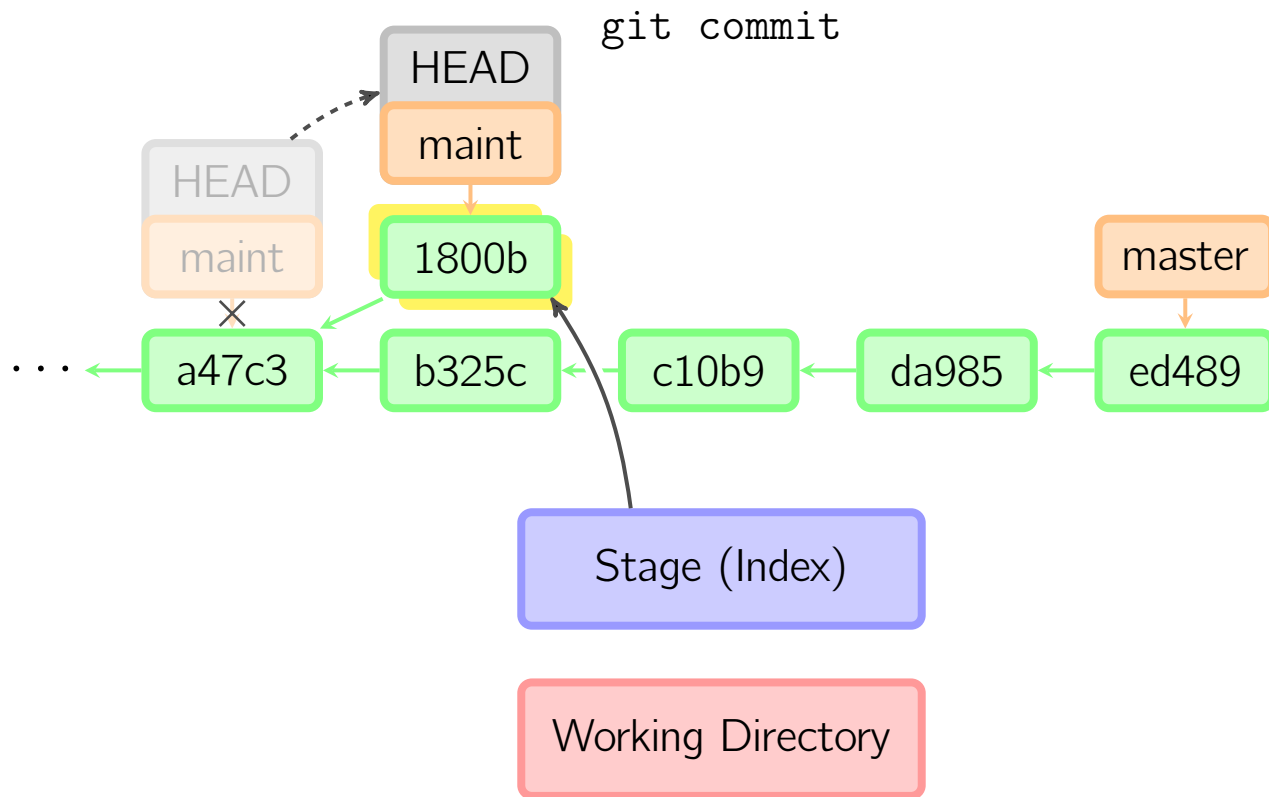 git commit
HEAD
maint
HEAD
maint
1800b
master
... a47c3 b325c c10b9 da985 ed489
Stage (Index)
Working Directory